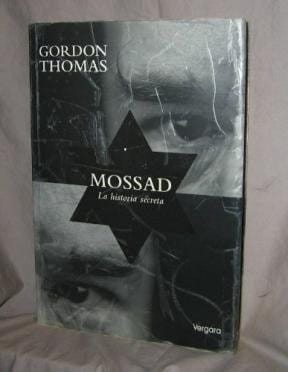 GORDON
THOMAS
MOSSAD
La historia secreta
Vergara